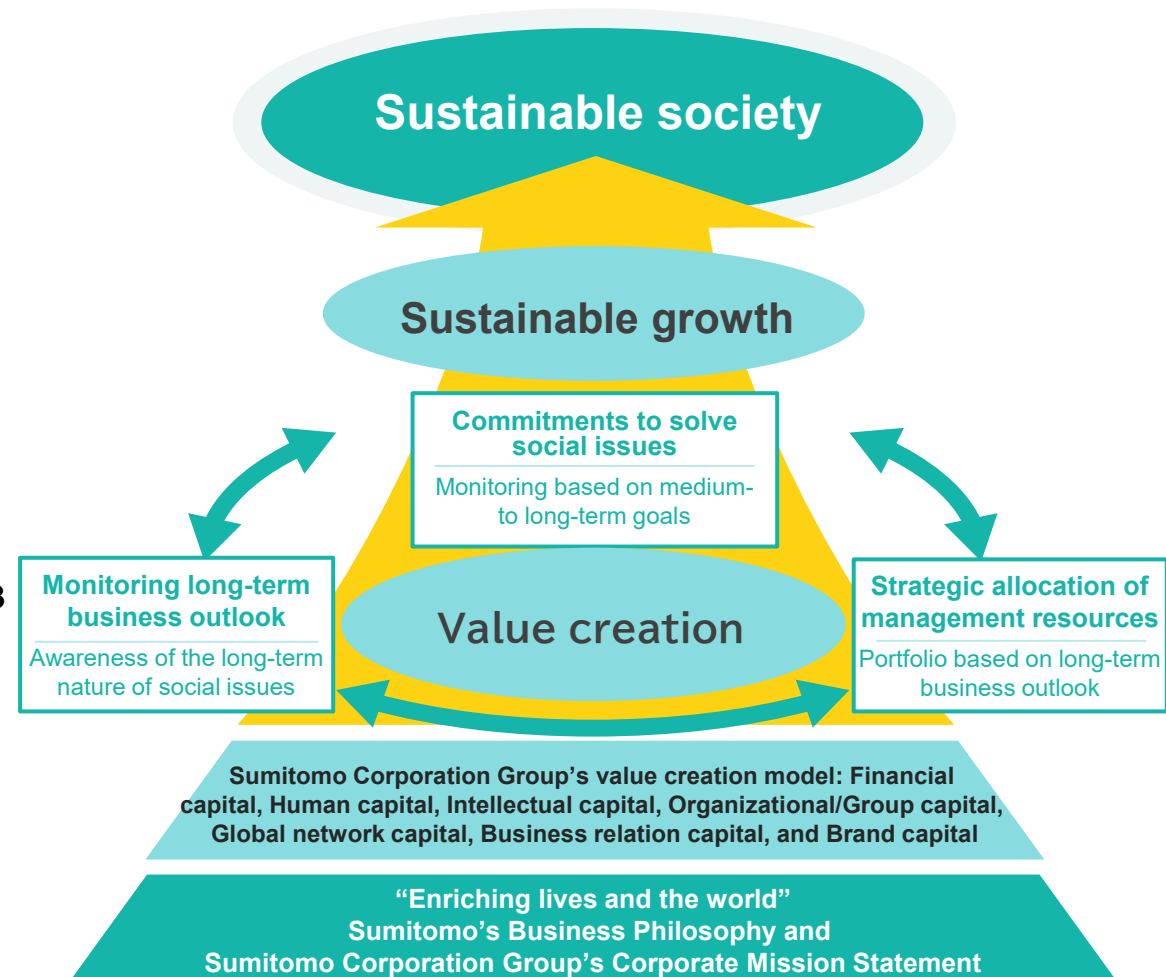 Sustainable society
Sustainable growth
Commitments to solve
social issues
Monitoring based on medium-
to long-term goals
Monitoring long-term
business outlook
Awareness of the long-term
nature of social issues
Value creation
Strategic allocation of
management resources
Portfolio based on long-term
business outlook
Sumitomo Corporation Group’s value creation model: Financial
capital, Human capital, Intellectual capital, Organizational/Group capital,
Global network capital, Business relation capital, and Brand capital
“Enriching lives and the world”
Sumitomo’s Business Philosophy and
Sumitomo Corporation Group’s Corporate Mission Statement